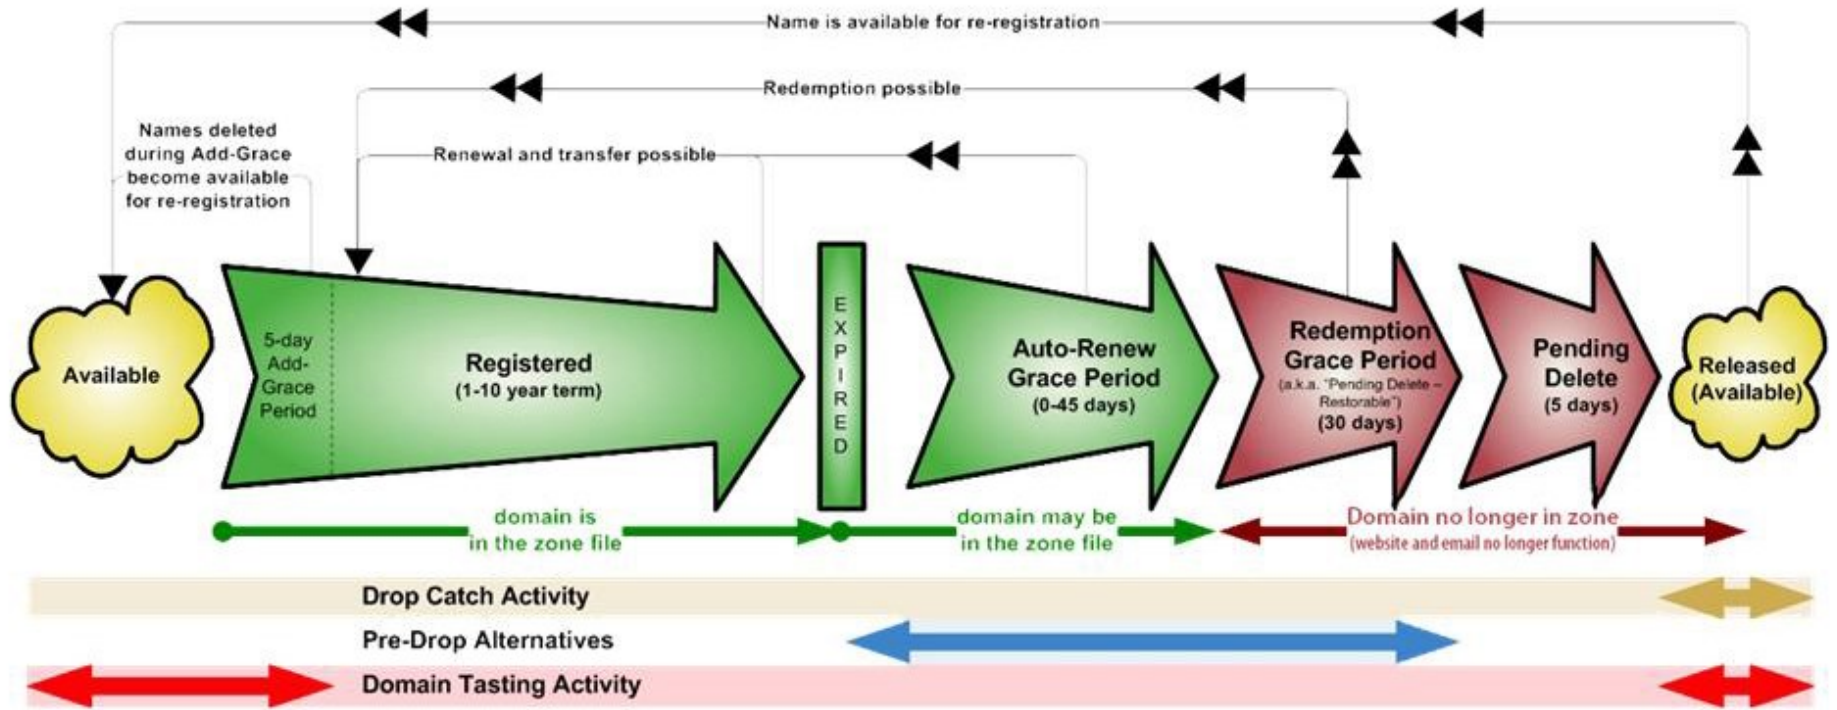 Name is available for re-registration
Redemption possible
Names deleted
during Add-Grace
become available
for re-registration
Renewal and transfer possible
Available
5-day
Add-
Grace
Period
Registered
(1-10 year term)
EXPIRED
Auto-Renew
Grace Period
(0-45 days)
Redemption
Grace Period
(a.k.a. "Pending Delete –
Restorable")
(30 days)
Pending
Delete
(5 days)
Released
(Available)
domain is
in the zone file
domain may be
in the zone file
Domain no longer in zone
(website and email no longer function)
Drop Catch Activity
Pre-Drop Alternatives
Domain Tasting Activity